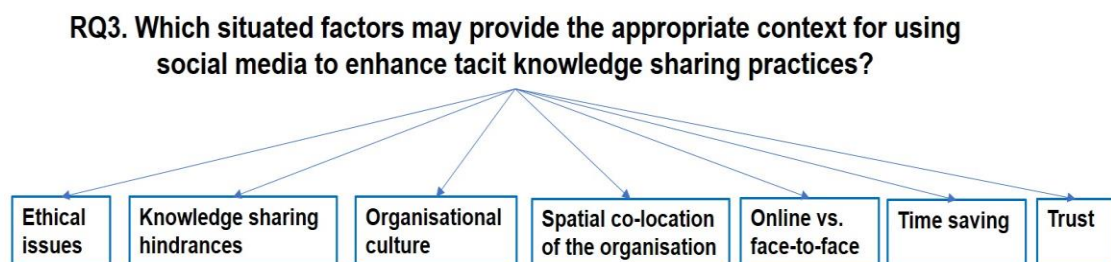 RQ3. Which situated factors may provide the appropriate context for using
social media to enhance tacit knowledge sharing practices?
Ethical
issues
Knowledge sharing
hindrances
Organisational
culture
Spatial co-location
of the organisation
Online vs.
face-to-face
Time saving
Trust